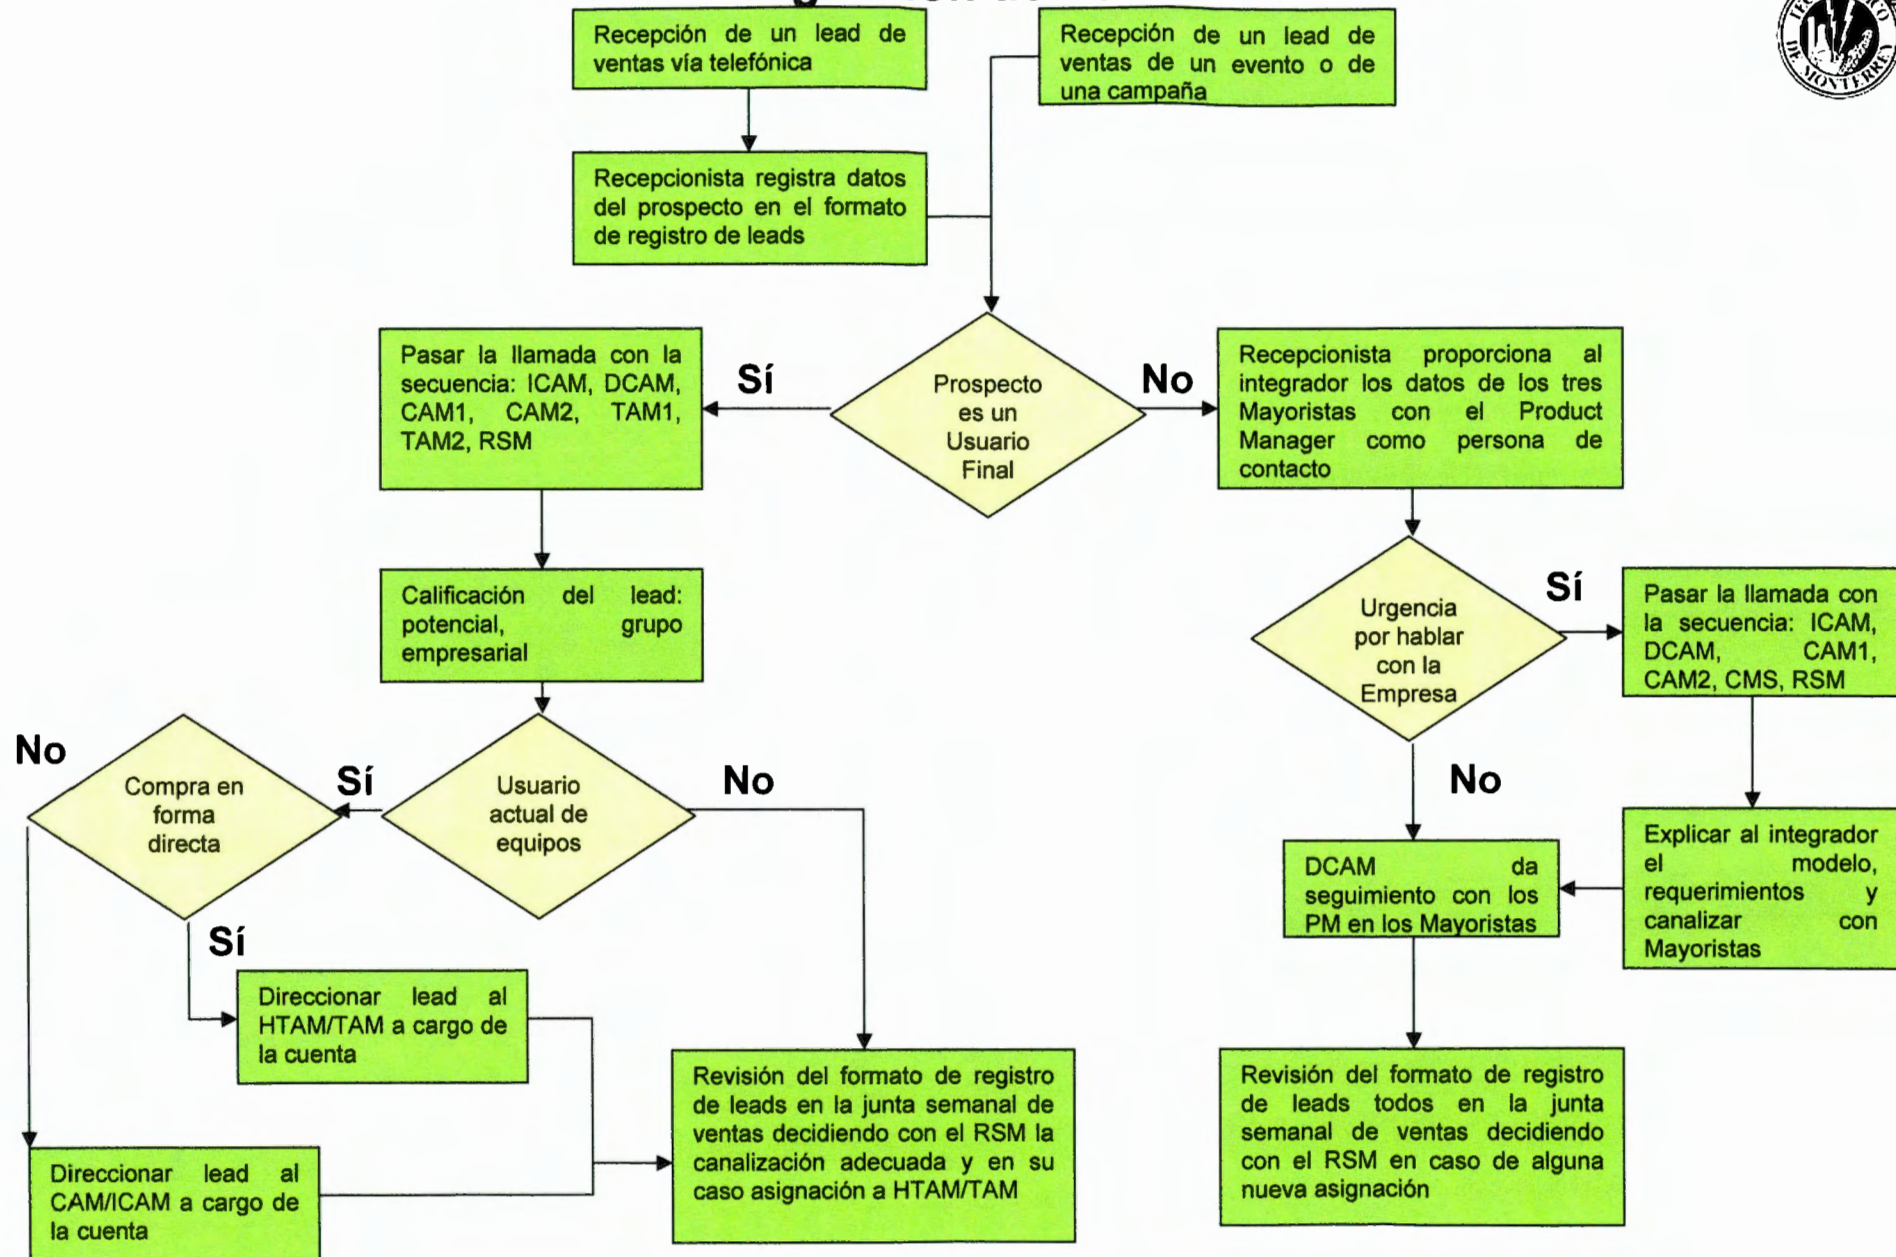 Recepción de un lead de
ventas vía telefónica
Recepción de un lead de
ventas de un evento o de
una campaña
DE MONTERREY
Recepcionista registra datos
del prospecto en el formato
de registro de leads
Pasar la llamada con la
secuencia: ICAM, DCAM,
CAM1, CAM2, TAM1,
TAM2, RSM
Sí
Prospecto
es un
Usuario
Final
No
Recepcionista proporciona al
integrador los datos de los tres
Mayoristas con el Product
Manager como persona de
contacto
Calificación del lead:
potencial, grupo
empresarial
Urgencia
por hablar
con la
Empresa
Sí
Pasar la llamada con
la secuencia: ICAM,
DCAM, CAM1,
CAM2, CMS, RSM
No
Compra en
forma
directa
Sí
Usuario
actual de
equipos
No
No
DCAM da
seguimiento con los
PM en los Mayoristas
Explicar al integrador
el modelo,
requerimientos y
canalizar con
Mayoristas
Sí
Direccionar lead al
HTAM/TAM a cargo de
la cuenta
Direccionar lead al
CAM/ICAM a cargo de
la cuenta
Revisión del formato de registro
de leads en la junta semanal de
ventas decidiendo con el RSM la
canalización adecuada y en su
caso asignación a HTAM/TAM
Revisión del formato de registro
de leads todos en la junta
semanal de ventas decidiendo
con el RSM en caso de alguna
nueva asignación